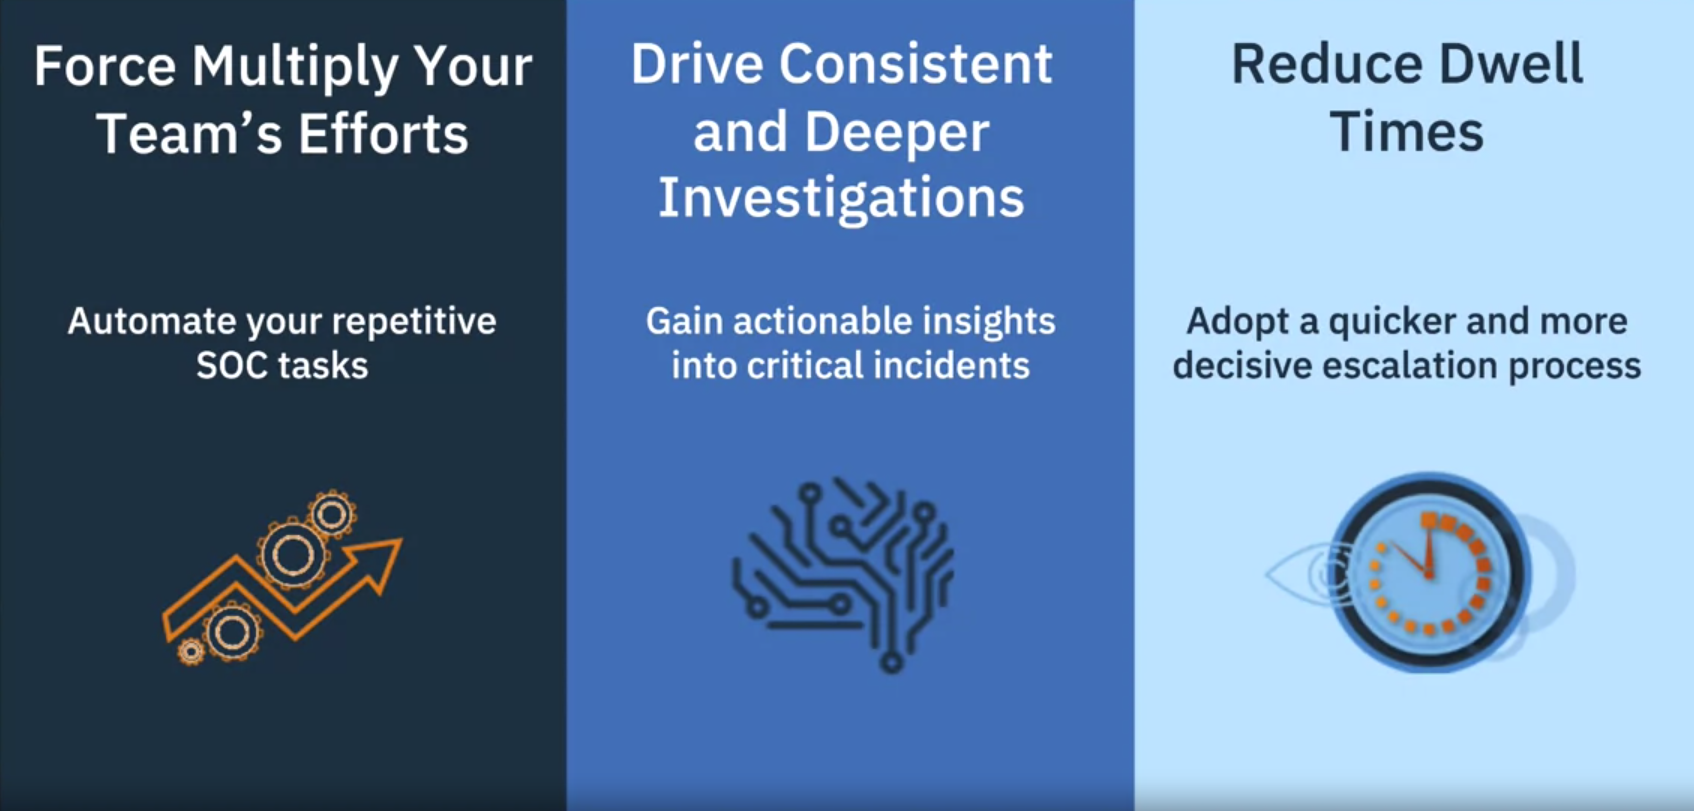 Force Multiply Your
Team’s Efforts
Automate your repetitive
SOC tasks
Drive Consistent
and Deeper
Investigations
Gain actionable insights
into critical incidents
Reduce Dwell
Times
Adopt a quicker and more
decisive escalation process